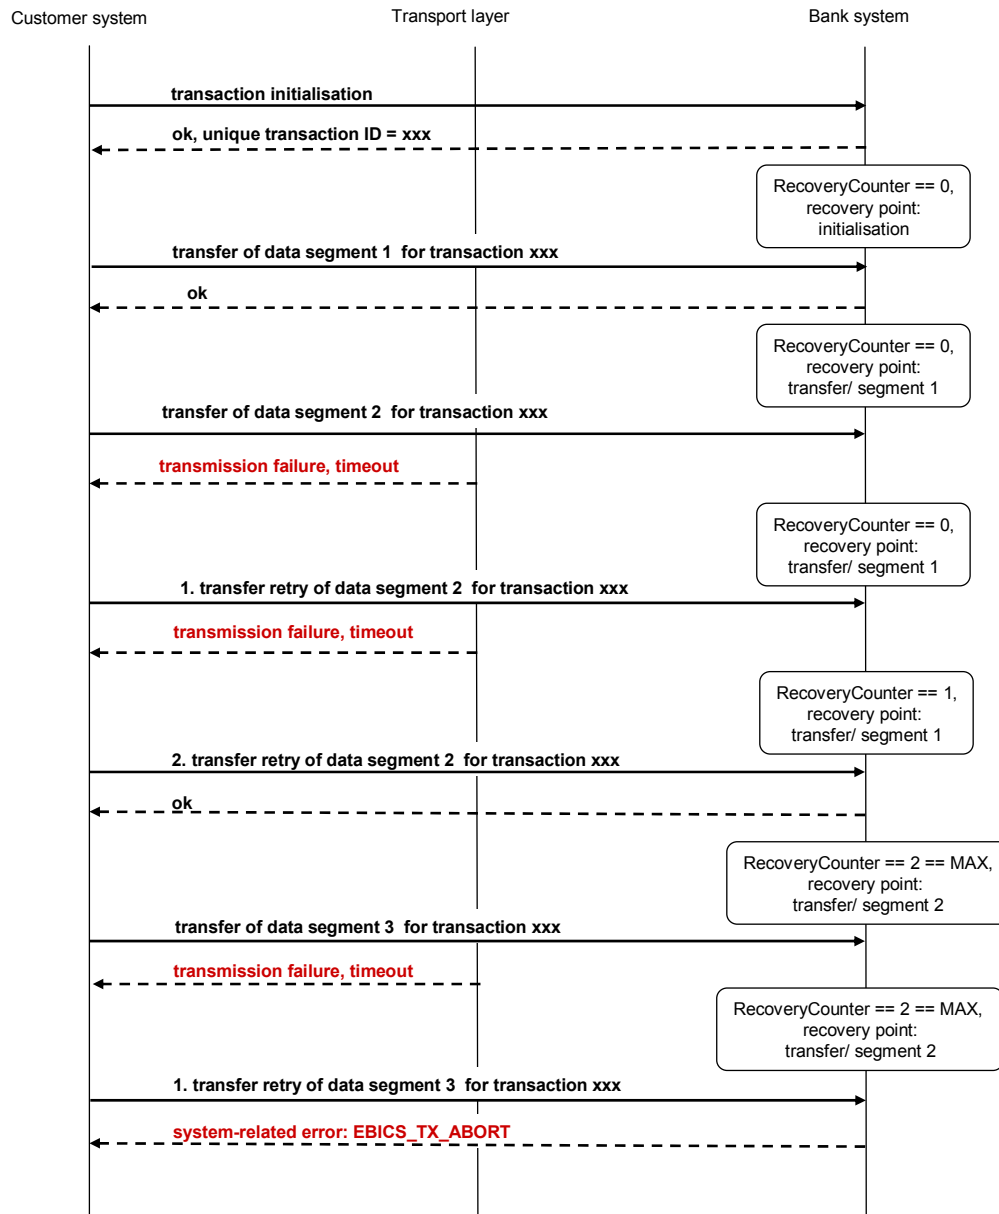 Customer system
Transport layer
Bank system
transaction initialisation
ok, unique transaction ID = xxx
RecoveryCounter == 0,
recovery point:
initialisation
transfer of data segment 1 for transaction xxx
ok
RecoveryCounter == 0,
recovery point:
transfer/ segment 1
transfer of data segment 2 for transaction xxx
transmission failure, timeout
RecoveryCounter == 0,
recovery point:
transfer/ segment 1
1. transfer retry of data segment 2 for transaction xxx
transmission failure, timeout
RecoveryCounter == 1,
recovery point:
transfer/ segment 1
2. transfer retry of data segment 2 for transaction xxx
ok
RecoveryCounter == 2 == MAX,
recovery point:
transfer/ segment 2
transfer of data segment 3 for transaction xxx
transmission failure, timeout
RecoveryCounter == 2 == MAX,
recovery point:
transfer/ segment 2
1. transfer retry of data segment 3 for transaction xxx
system-related error: EBICS_TX_ABORT